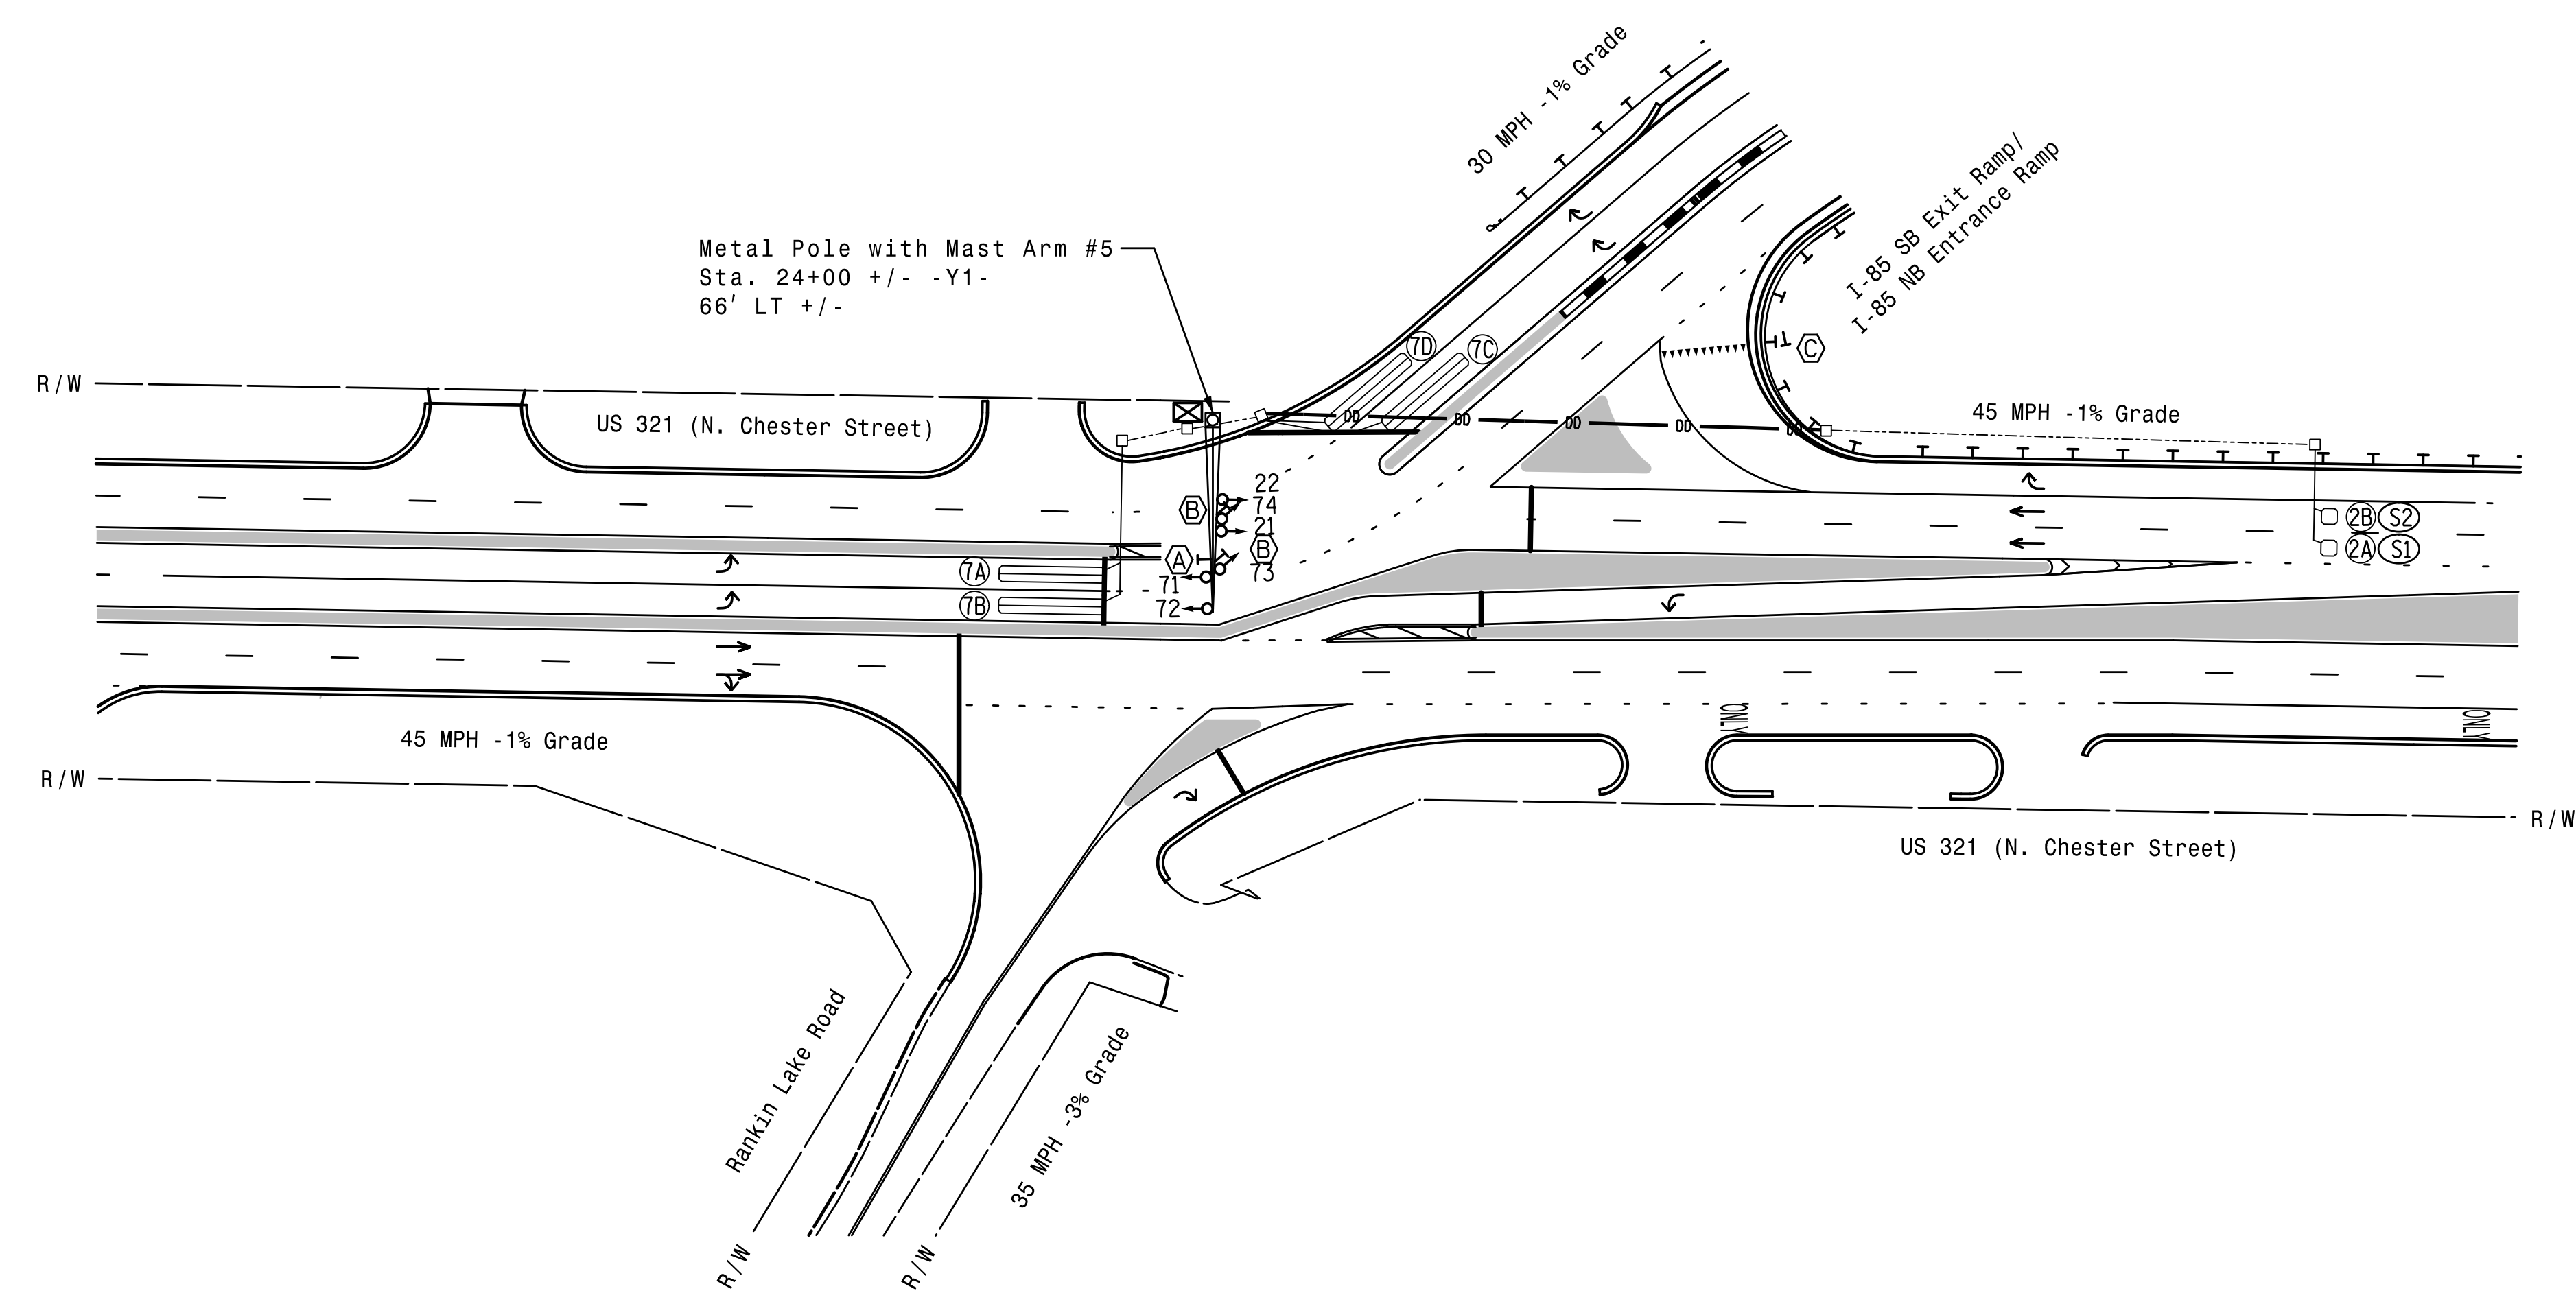 30 MPH -1% Grade
I-85 SB Exit Ramp/
I-85 NB Entrance Ramp
Metal Pole with Mast Arm #5
Sta. 24+00 +/- -Y1-
66' LT +/-
7D
7C
C
R/W
US 321 (N. Chester Street)
DD
DD
DD
DD
DD
45 MPH -1% Grade
22
B
74
21
2B
S2
A
B
2A
S1
7A
73
71
7B
72
ONLY
ONLY
45 MPH -1% Grade
R/W
R/W
US 321 (N. Chester Street)
Rankin Lake Road
35 MPH -3% Grade
R/W
R/W